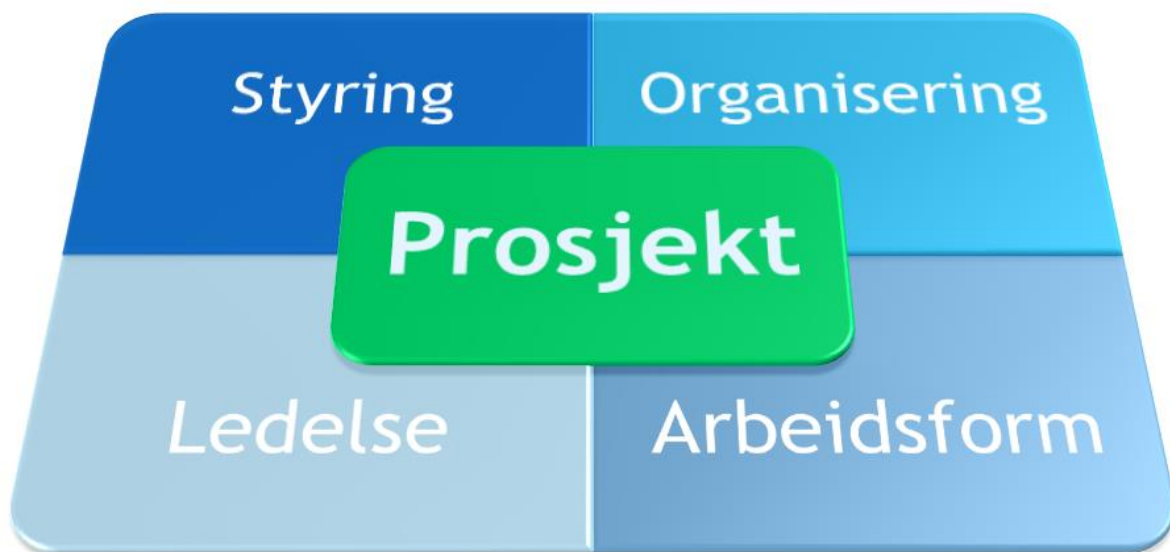 Styring
Organisering
Prosjekt
Ledelse
Arbeidsform